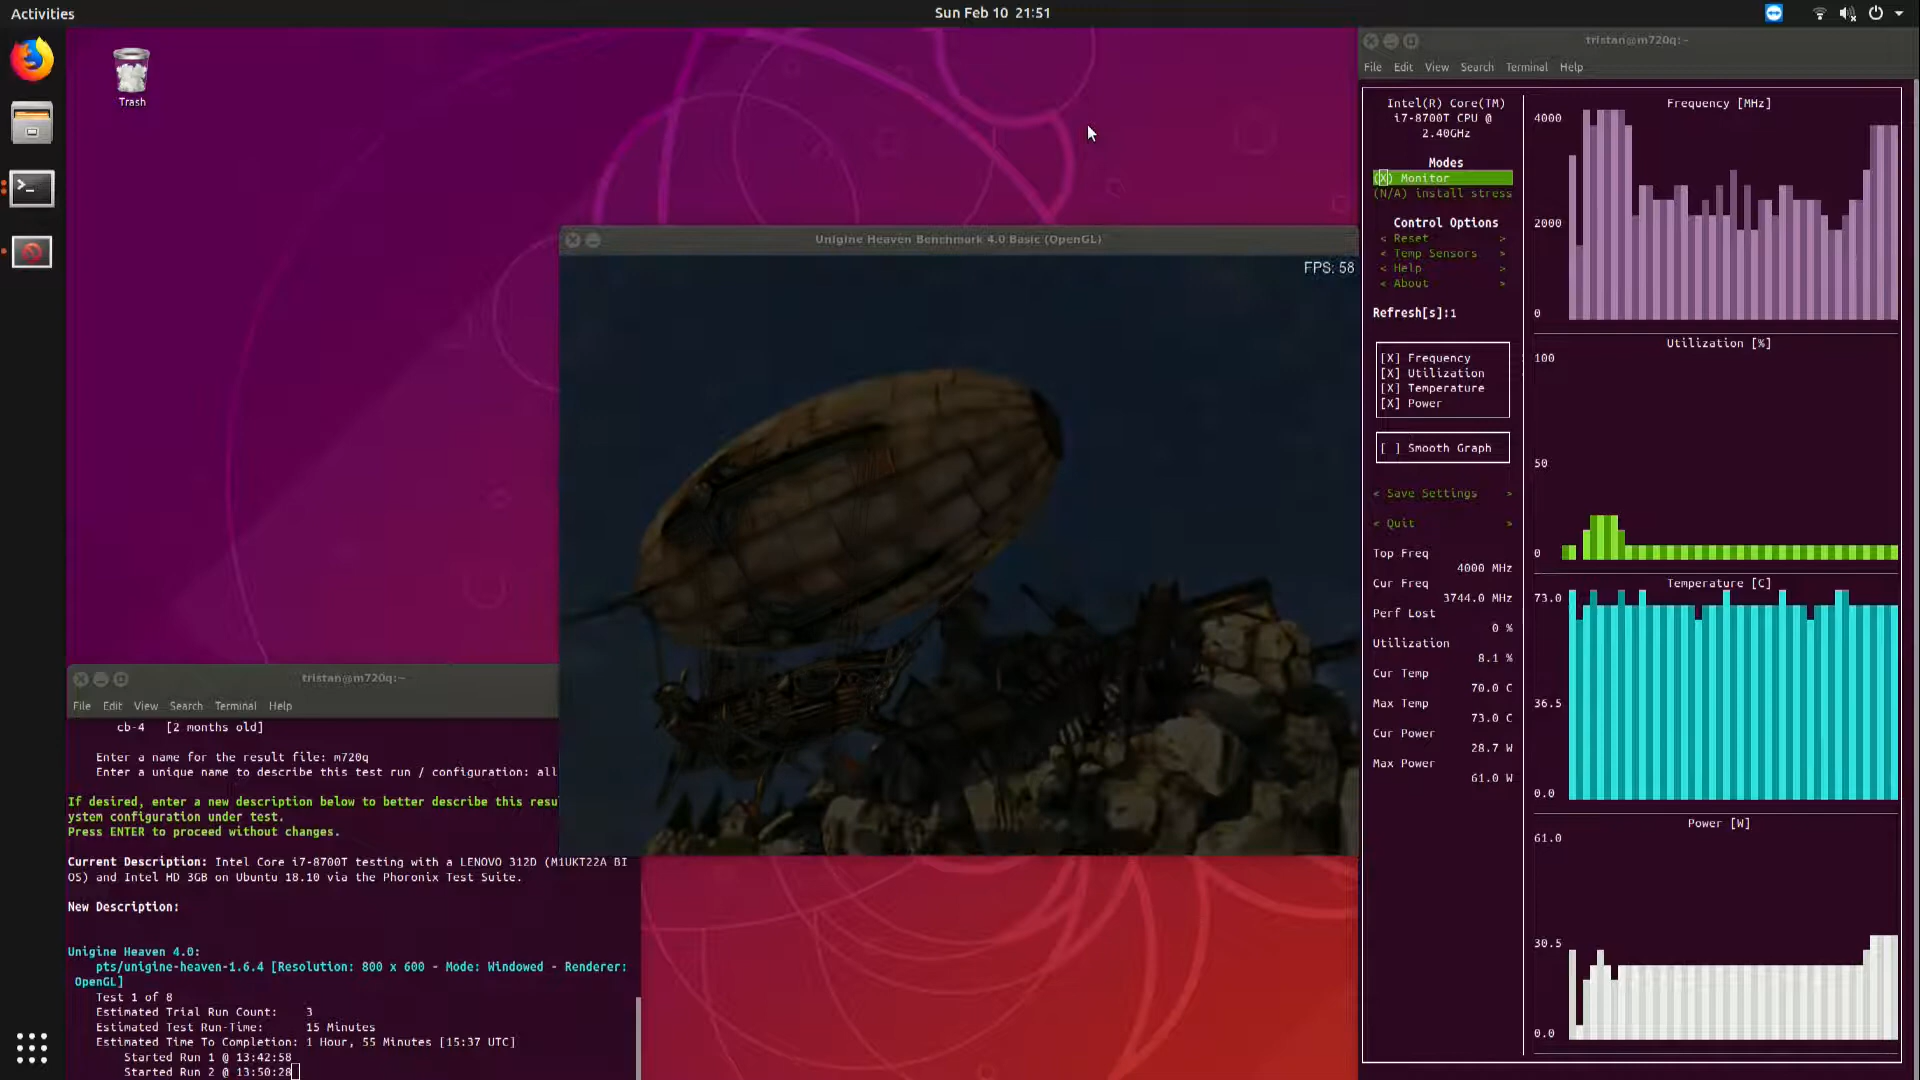 Activities
Sun Feb 10 21:51
Trash
tristan@m720q:~
File Edit View Search Terminal Help
Intel(R) Core(TM)
i7-8700T CPU @
2.40GHz
Modes
(X) Monitor
(N/A) install stress
Control Options
< Reset >
< Temp Sensors >
< Help >
< About >
Refresh[s]:1
[X] Frequency
[X] Utilization
[X] Temperature
[X] Power
[ ] Smooth Graph
< Save Settings >
< Quit >
Top Freq
4000 MHz
Cur Freq
3744.0 MHz
Perf Lost
0 %
Utilization
8.1 %
Cur Temp
70.0 C
Max Temp
73.0 C
Cur Power
28.7 W
Max Power
61.0 W
Frequency [MHz]
4000
2000
0
Utilization [%]
100
50
0
Temperature [C]
73.0
36.5
0.0
Power [W]
61.0
30.5
0.0
Unigine Heaven Benchmark 4.0 Basic (OpenGL)
FPS: 58
tristan@m720q:~
File Edit View Search Terminal Help
cb-4 [2 months old]
Enter a name for the result file: m720q
Enter a unique name to describe this test run / configuration: all
If desired, enter a new description below to better describe this resu
ystem configuration under test.
Press ENTER to proceed without changes.
Current Description: Intel Core i7-8700T testing with a LENOVO 312D (M1UKT22A BI
OS) and Intel HD 3GB on Ubuntu 18.10 via the Phoronix Test Suite.
New Description:
Unigine Heaven 4.0:
pts/unigine-heaven-1.6.4 [Resolution: 800 x 600 - Mode: Windowed - Renderer:
OpenGL]
Test 1 of 8
Estimated Trial Run Count: 3
Estimated Test Run-Time: 15 Minutes
Estimated Time To Completion: 1 Hour, 55 Minutes [15:37 UTC]
Started Run 1 @ 13:42:58
Started Run 2 @ 13:50:28